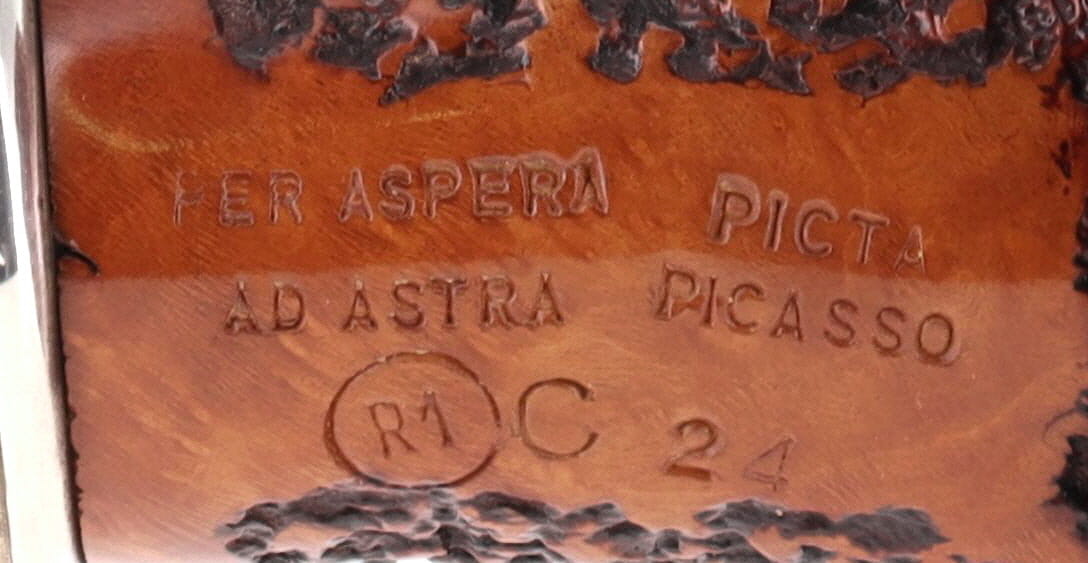 PER ASPERA
AD ASTRA
PICTA
PICASSO
R1 C 24